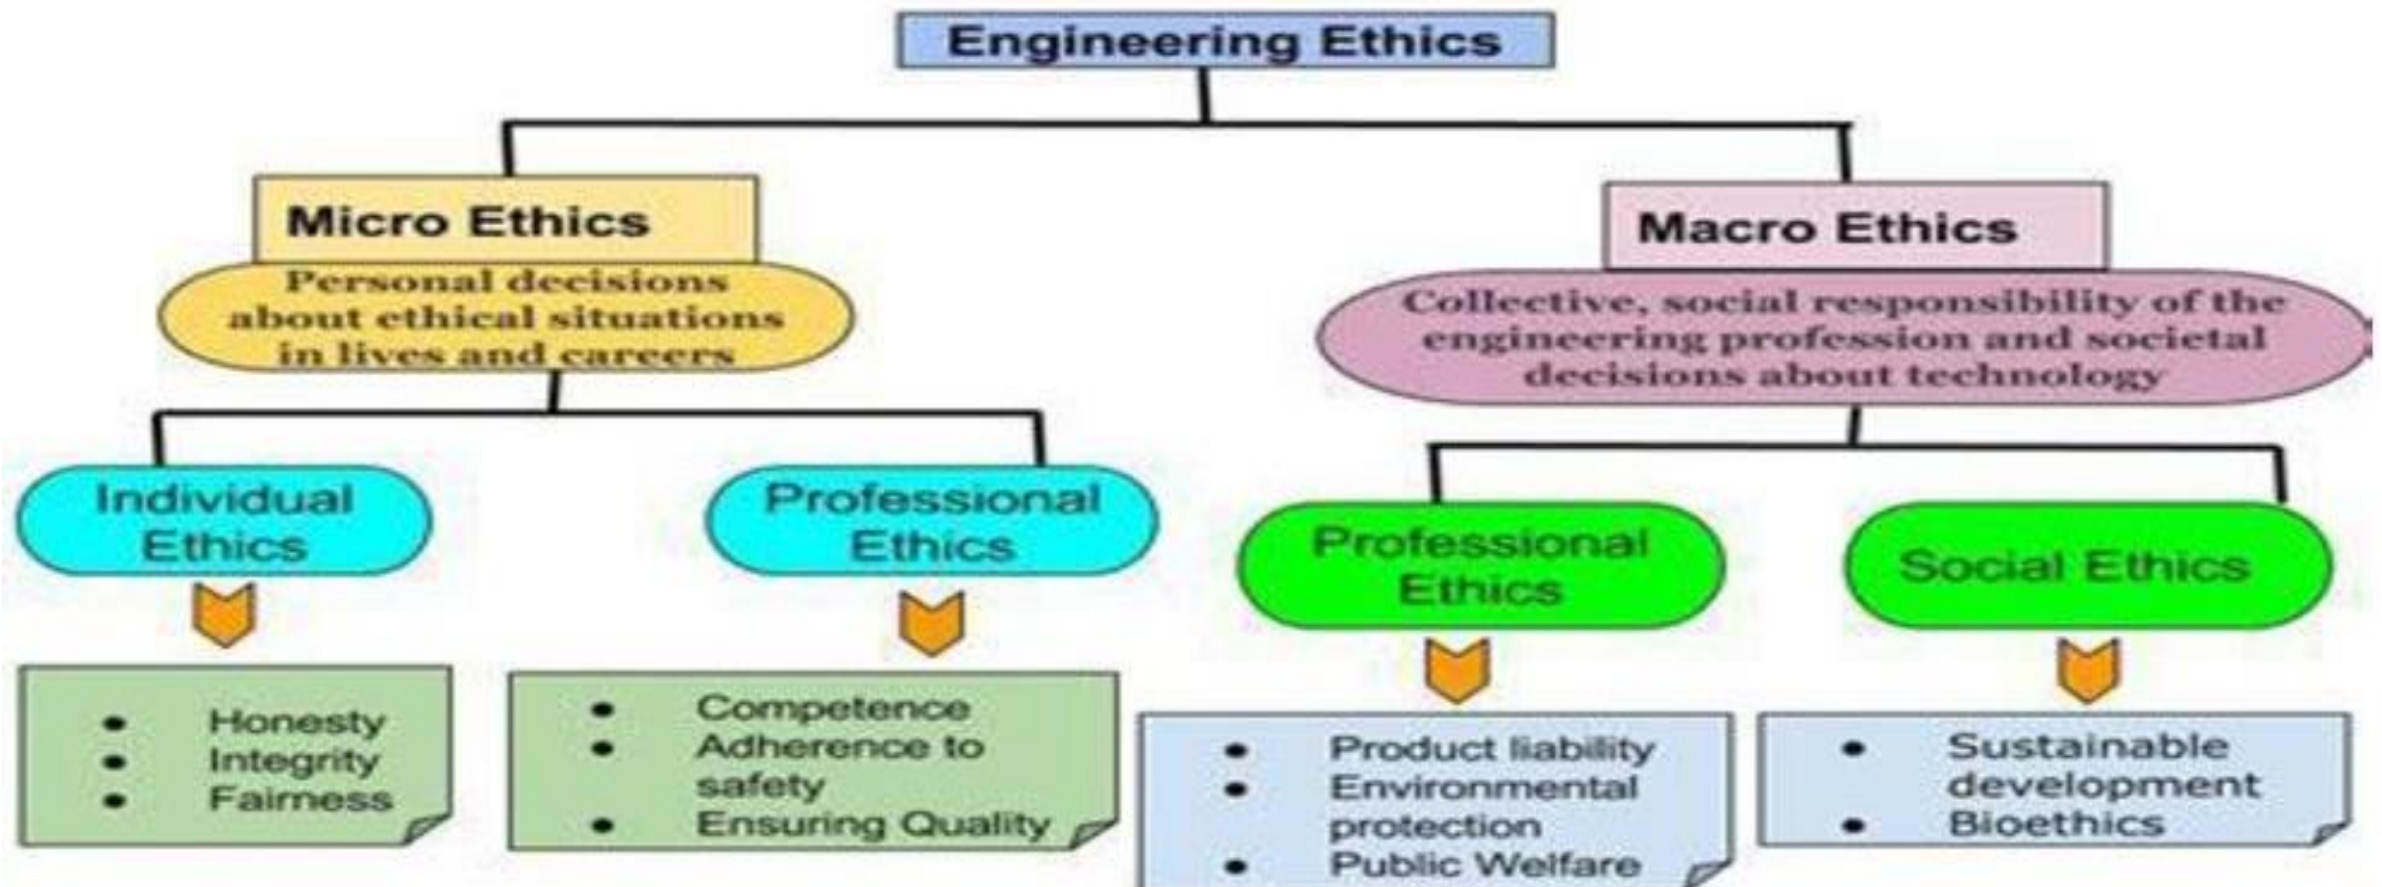 Engineering Ethics
Micro Ethics
Personal decisions
about ethical situations
in lives and careers
Macro Ethics
Collective, social responsibility of the
engineering profession and societal
decisions about technology
Individual
Ethics
Professional
Ethics
Professional
Ethics
Social Ethics
• Honesty
• Integrity
• Fairness
• Competence
• Adherence to
safety
• Ensuring Quality
• Product liability
• Environmental
protection
• Public Welfare
• Sustainable
development
• Bioethics